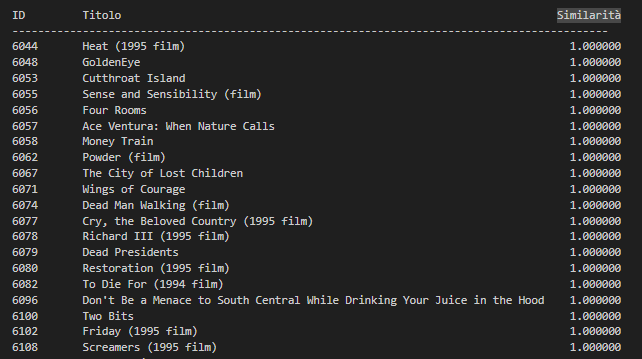 ID Titolo Similarità
--------------------------------------------------------------------------------------------
6044 Heat (1995 film) 1.000000
6048 GoldenEye 1.000000
6053 Cutthroat Island 1.000000
6055 Sense and Sensibility (film) 1.000000
6056 Four Rooms 1.000000
6057 Ace Ventura: When Nature Calls 1.000000
6058 Money Train 1.000000
6062 Powder (film) 1.000000
6067 The City of Lost Children 1.000000
6071 Wings of Courage 1.000000
6074 Dead Man Walking (film) 1.000000
6077 Cry, the Beloved Country (1995 film) 1.000000
6078 Richard III (1995 film) 1.000000
6079 Dead Presidents 1.000000
6080 Restoration (1995 film) 1.000000
6082 To Die For (1994 film) 1.000000
6096 Don't Be a Menace to South Central While Drinking Your Juice in the Hood 1.000000
6100 Two Bits 1.000000
6102 Friday (1995 film) 1.000000
6108 Screamers (1995 film) 1.000000